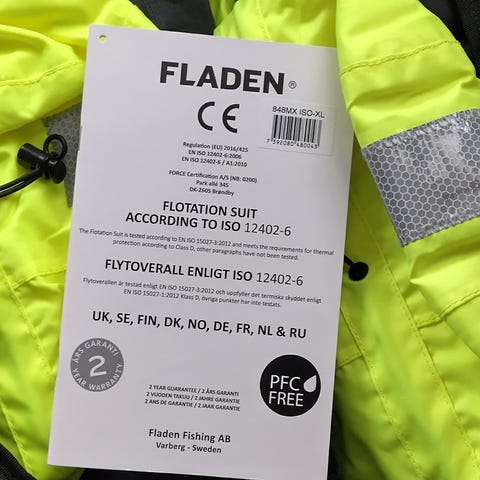 FLADEN®
CE
848MX ISO-XL
7 392080 480043
Regulation (EU) 2016/425
EN ISO 12402-6:2006
EN ISO 12402-6 / A1:2010
FORCE Certification A/S (NB: 0200)
Park allé 345
DK-2605 Brøndby
FLOTATION SUIT
ACCORDING TO ISO 12402-6
The Flotation Suit is tested according to EN ISO 15027-3:2012 and meets the requirements for thermal
protection according to Class D, other paragraphs have not been tested.
FLYTOVERALL ENLIGT ISO 12402-6
Flytoverallen är testad enligt EN ISO 15027-3:2012 och uppfyller det termiska skyddet enligt
EN ISO 15027-1:2012 Klass D, övriga punkter har inte testats.
UK, SE, FIN, DK, NO, DE, FR, NL & RU
ÅRS GARANTI
2
YEAR WARRANTY
2 YEAR GUARANTEE / 2 ÅRS GARANTI
2 VUODEN TAKUU / 2 JAHRE GARANTIE
2 ANS DE GARANTIE / 2 JAAR GARANTIE
PFC
FREE
Fladen Fishing AB
Varberg - Sweden